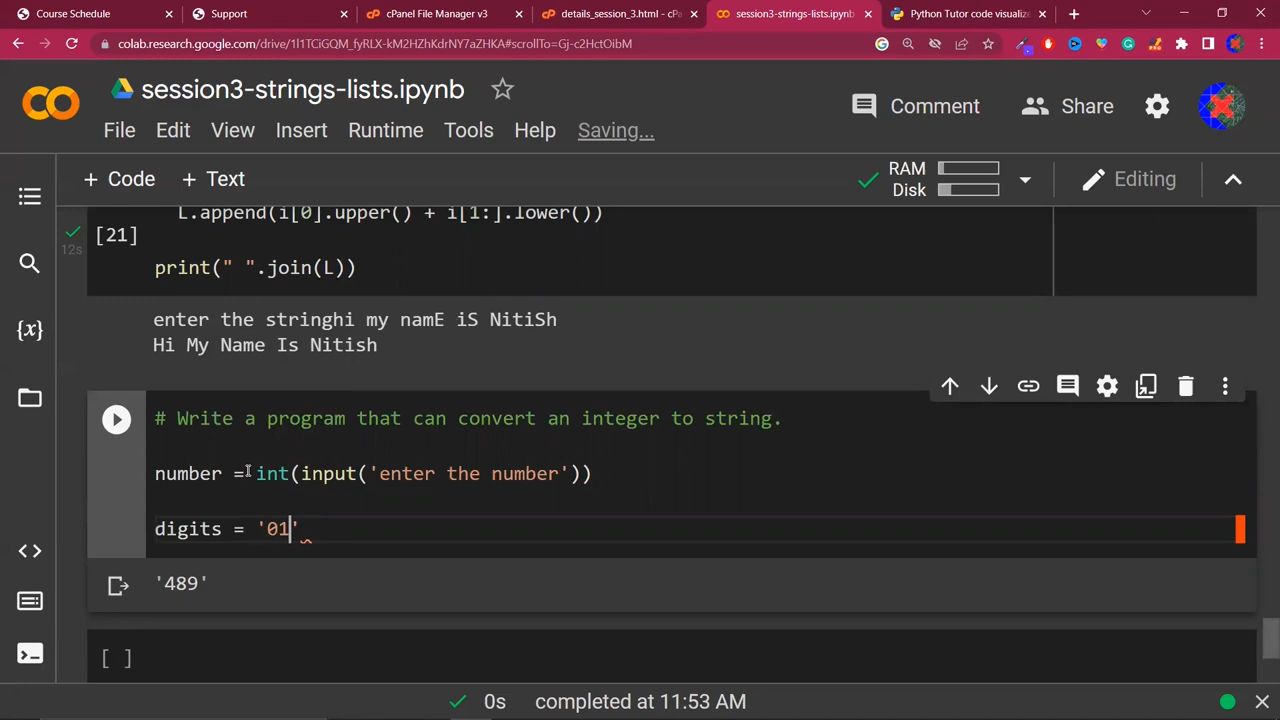 Course Schedule
Support
cPanel File Manager v3
details_session_3.html - cPa
session3-strings-lists.ipynb
Python Tutor code visualize
colab.research.google.com/drive/1l1TCiGQM_fyRLX-kM2HZhKdrNY7aZHKA#scrollTo=Gj-c2HctOibM
session3-strings-lists.ipynb
Comment
Share
File Edit View Insert Runtime Tools Help Saving...
+ Code + Text
RAM
Disk
Editing
L.append(i[0].upper() + i[1:].lower())
[21]
12s
print(" ".join(L))
enter the stringhi my namE iS NitiSh
Hi My Name Is Nitish
# Write a program that can convert an integer to string.
number = int(input('enter the number'))
digits = '01'
'489'
[ ]
0s completed at 11:53 AM